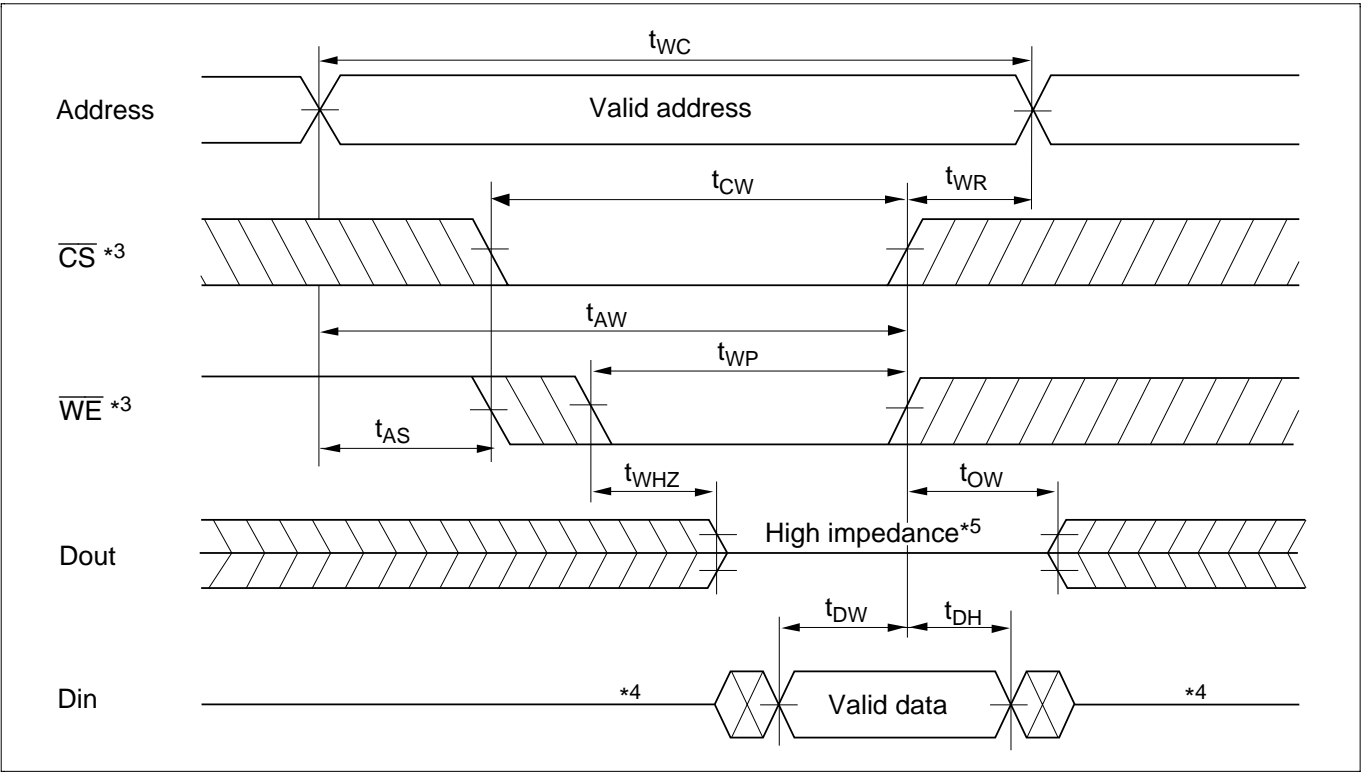 tWC
Address
Valid address
tCW
tWR
CS *3
tAW
tWP
WE *3
tAS
tWHZ
tOW
High impedance*5
Dout
tDW
tDH
Din
*4
Valid data
*4